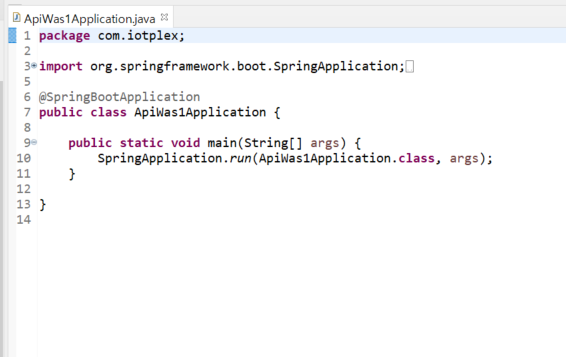 ApiWas1Application.java
1 package com.iotplex;
2
3 import org.springframework.boot.SpringApplication;
5
6 @SpringBootApplication
7 public class ApiWas1Application {
8
9 public static void main(String[] args) {
10 SpringApplication.run(ApiWas1Application.class, args);
11 }
12
13 }
14